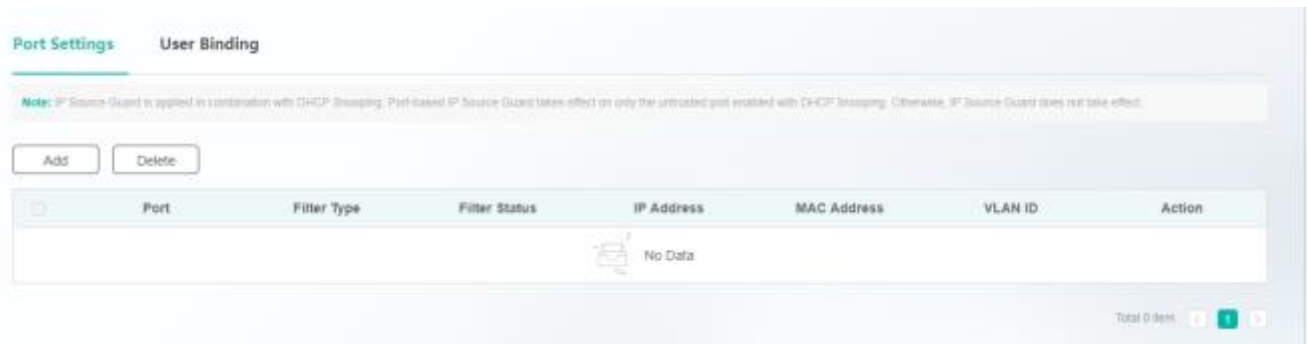 Port Settings User Binding
Note: IP Source Guard is applied in combination with DHCP Snooping. Port-based IP Source Guard takes effect on only the untrusted port enabled with DHCP Snooping. Otherwise, IP Source Guard does not take effect.
Add Delete
Port Filter Type Filter Status IP Address MAC Address VLAN ID Action
No Data
Total 0 item 1